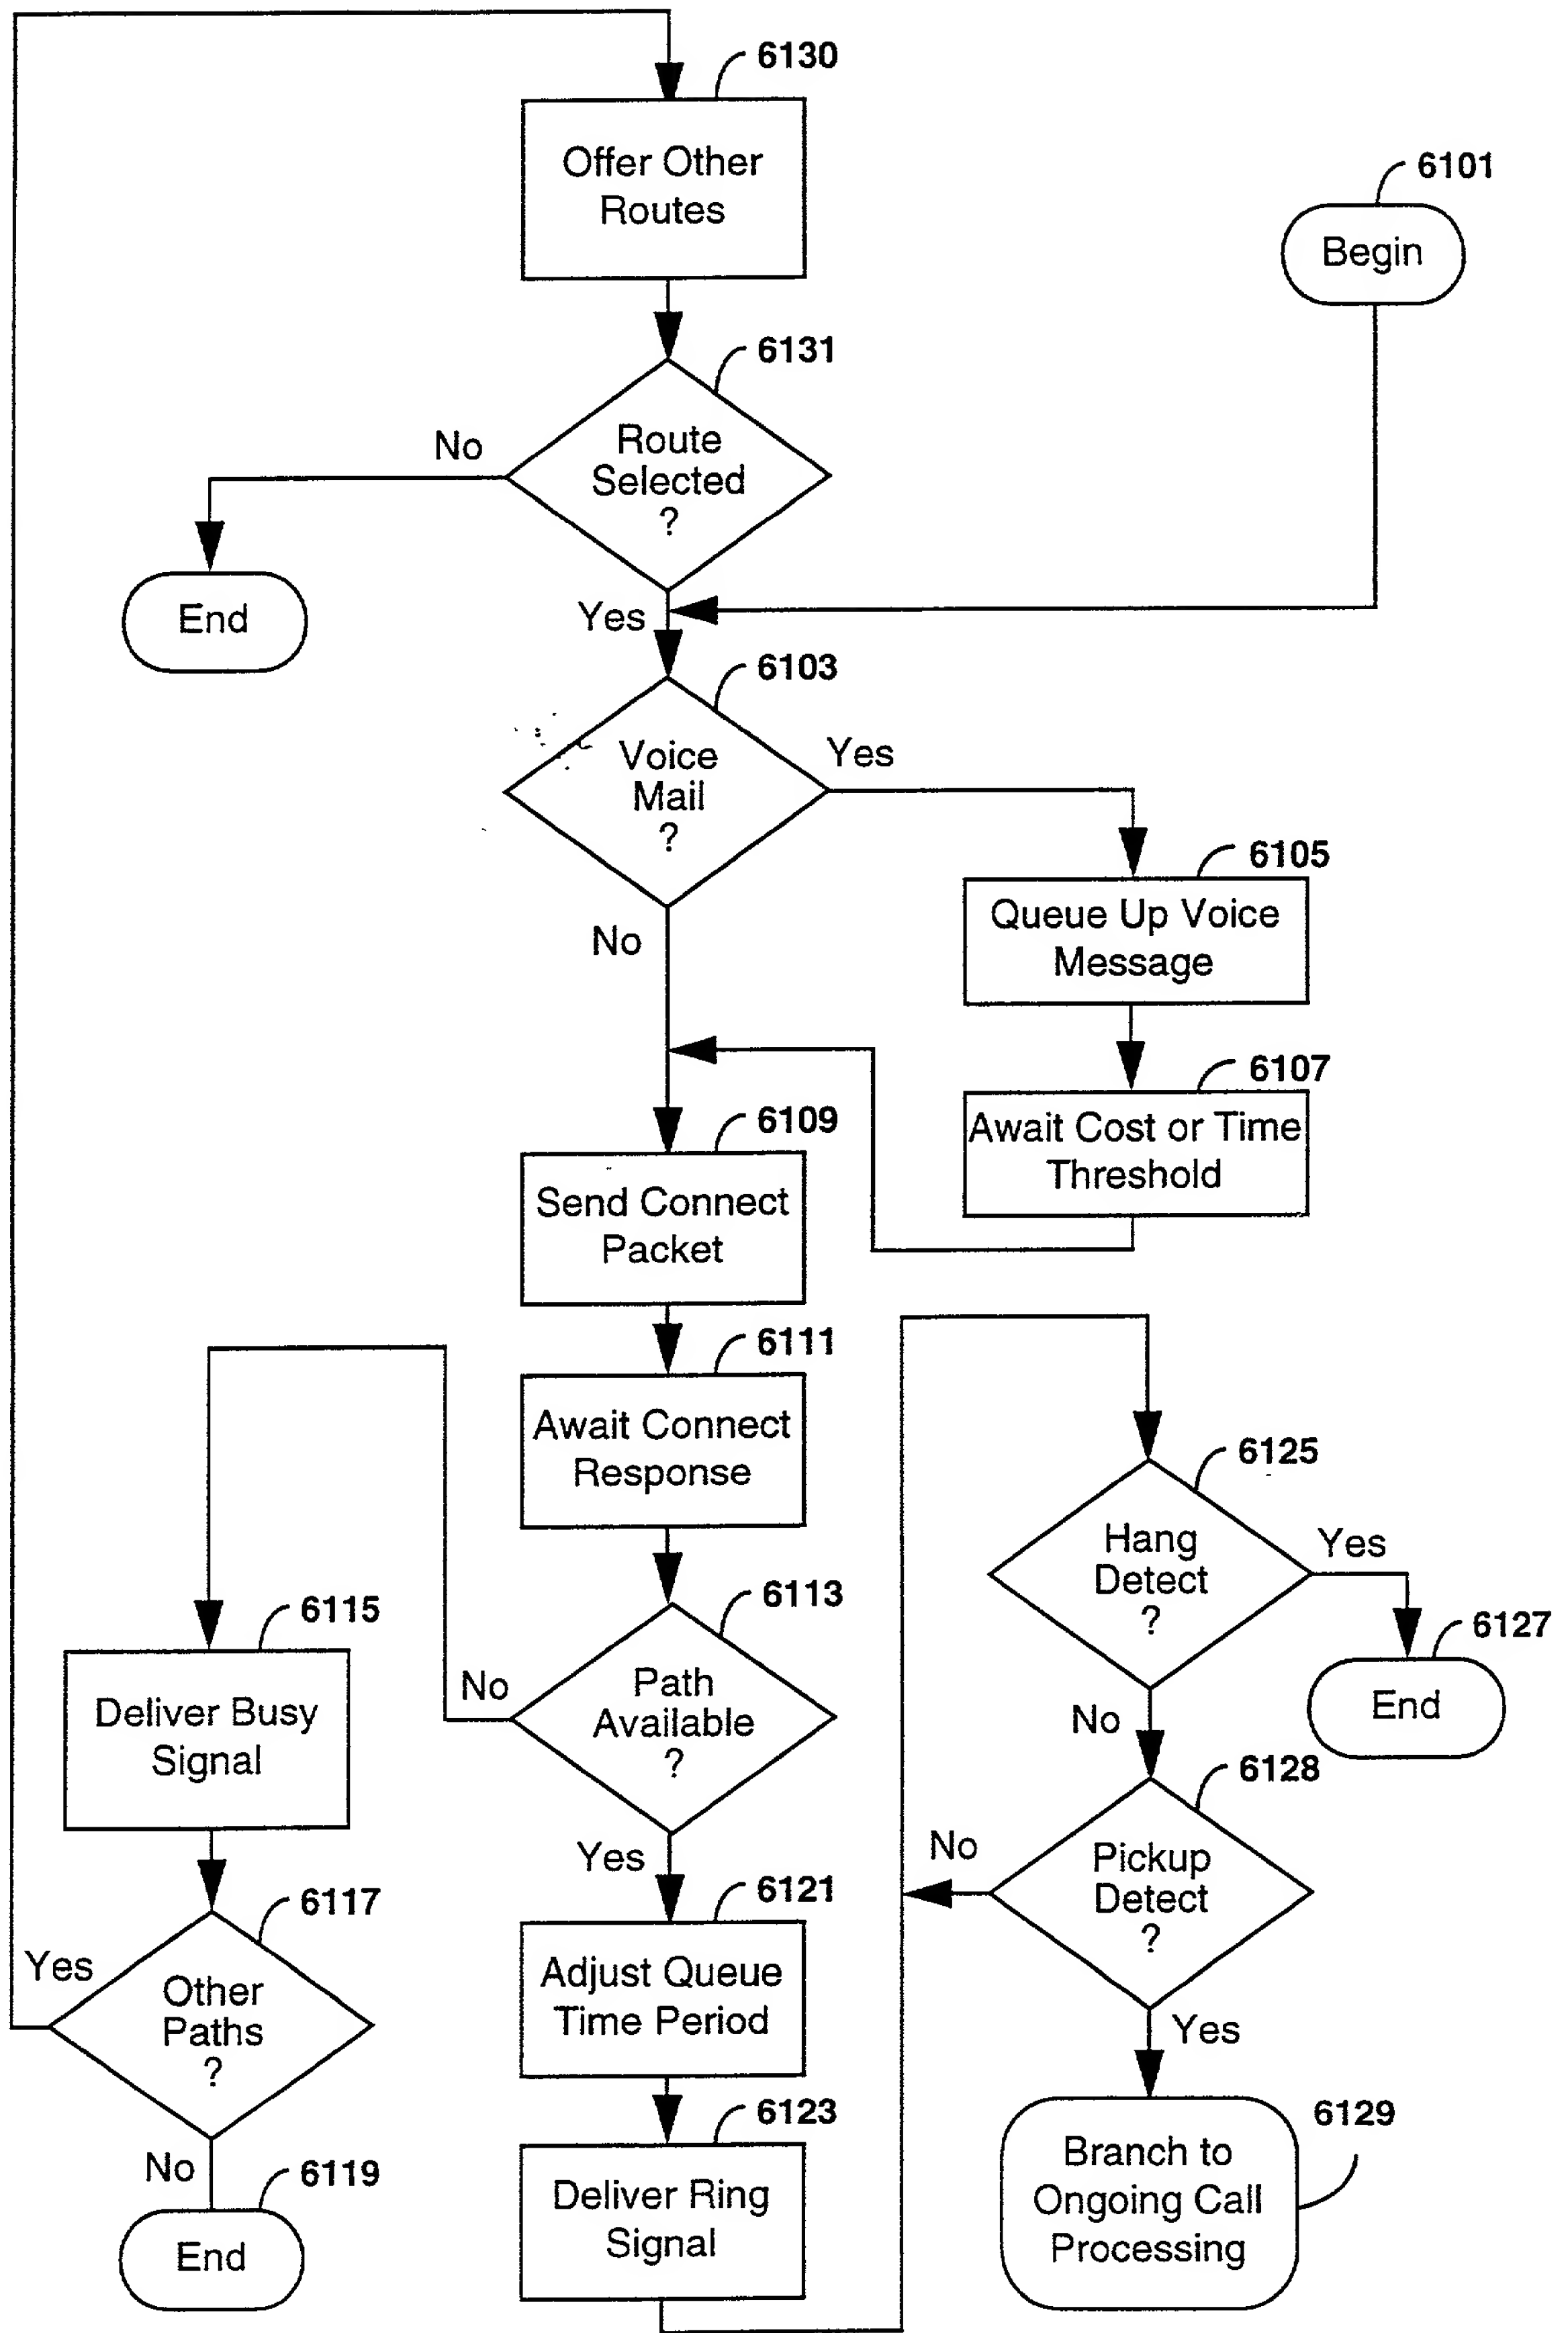 6130
Offer Other
Routes
6101
Begin
6131
Route
Selected
?
No
End
Yes
6103
Voice
Mail
?
Yes
6105
Queue Up Voice
Message
No
6107
Await Cost or Time
Threshold
6109
Send Connect
Packet
6111
Await Connect
Response
6125
Hang
Detect
?
Yes
6127
End
No
6113
Path
Available
?
No
6115
Deliver Busy
Signal
6128
Pickup
Detect
?
No
Yes
6121
Adjust Queue
Time Period
6117
Other
Paths
?
Yes
Yes
6123
Deliver Ring
Signal
6129
Branch to
Ongoing Call
Processing
No
6119
End